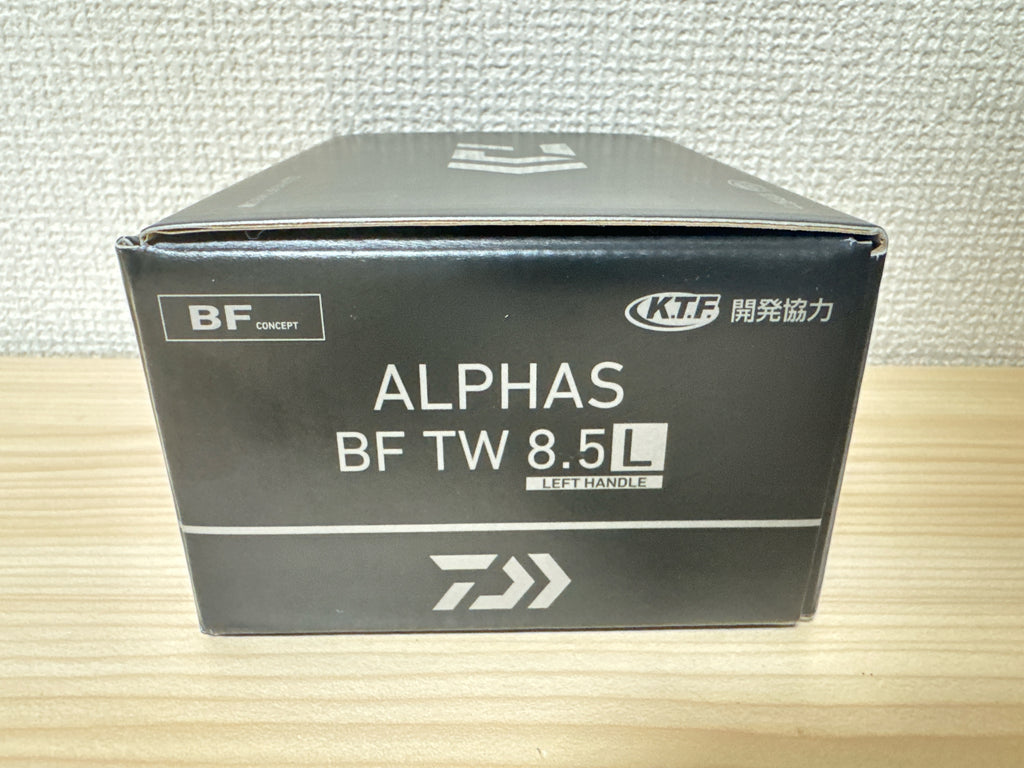 BF CONCEPT
K.T.F. 開発協力
ALPHAS
BF TW 8.5L
LEFT HANDLE